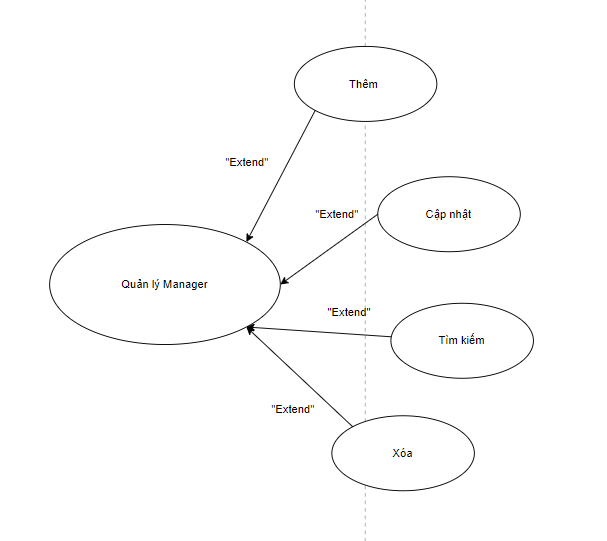 Thêm
"Extend"
"Extend"
Cập nhật
Quản lý Manager
"Extend"
Tìm kiếm
"Extend"
Xóa